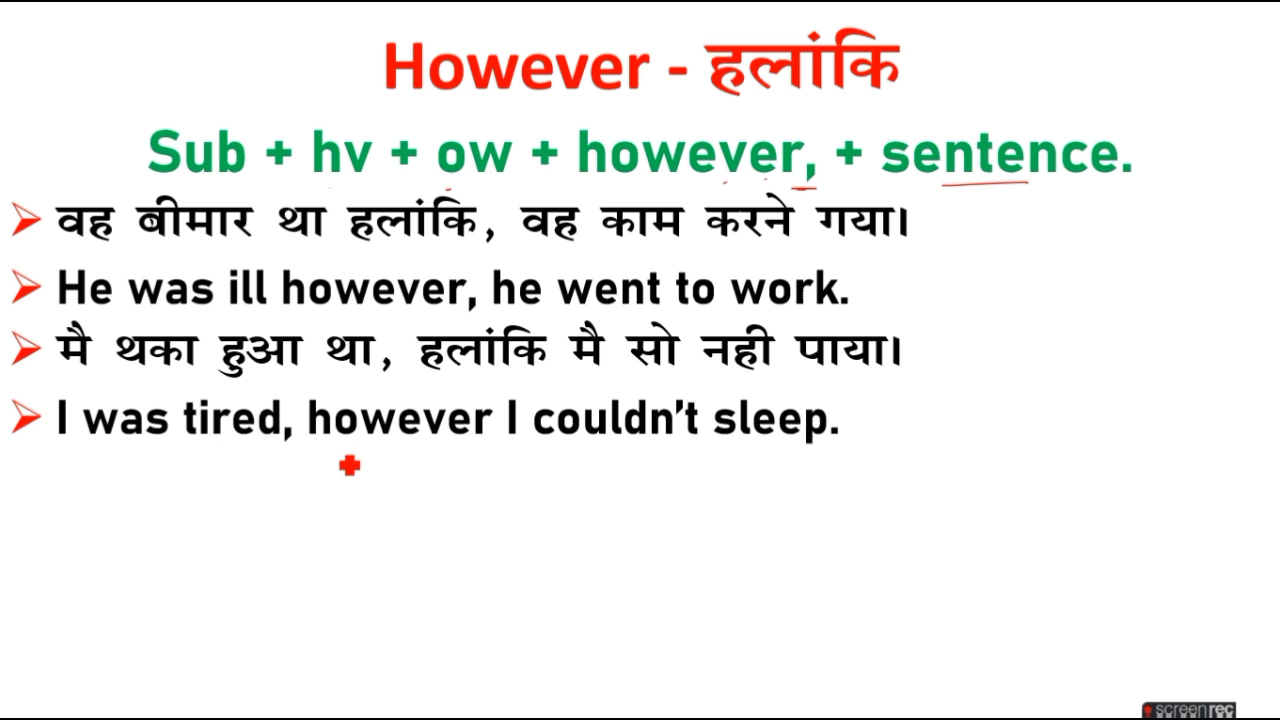 However - हलांकि
Sub + hv + ow + however, + sentence.
वह बीमार था हलांकि, वह काम करने गया।
He was ill however, he went to work.
मै थका हुआ था, हलांकि मै सो नही पाया।
I was tired, however I couldn’t sleep.
screenrec